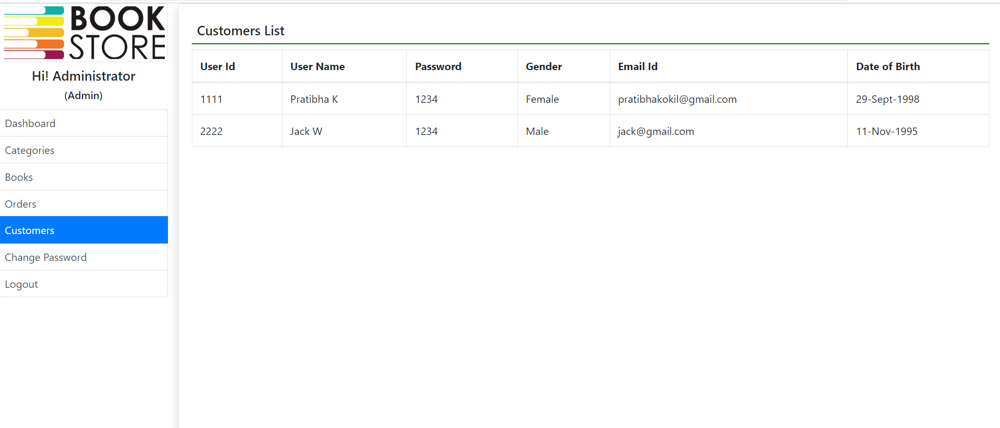 BOOK
STORE
Hi! Administrator
(Admin)
Dashboard
Categories
Books
Orders
Customers
Change Password
Logout
Customers List
User Id User Name Password Gender Email Id Date of Birth
1111 Pratibha K 1234 Female pratibhakokil@gmail.com 29-Sept-1998
2222 Jack W 1234 Male jack@gmail.com 11-Nov-1995